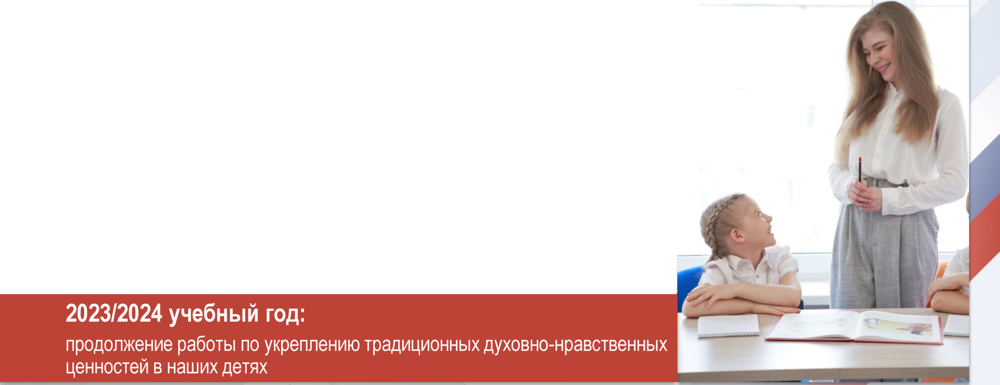 2023/2024 учебный год:
продолжение работы по укреплению традиционных духовно-нравственных
ценностей в наших детях